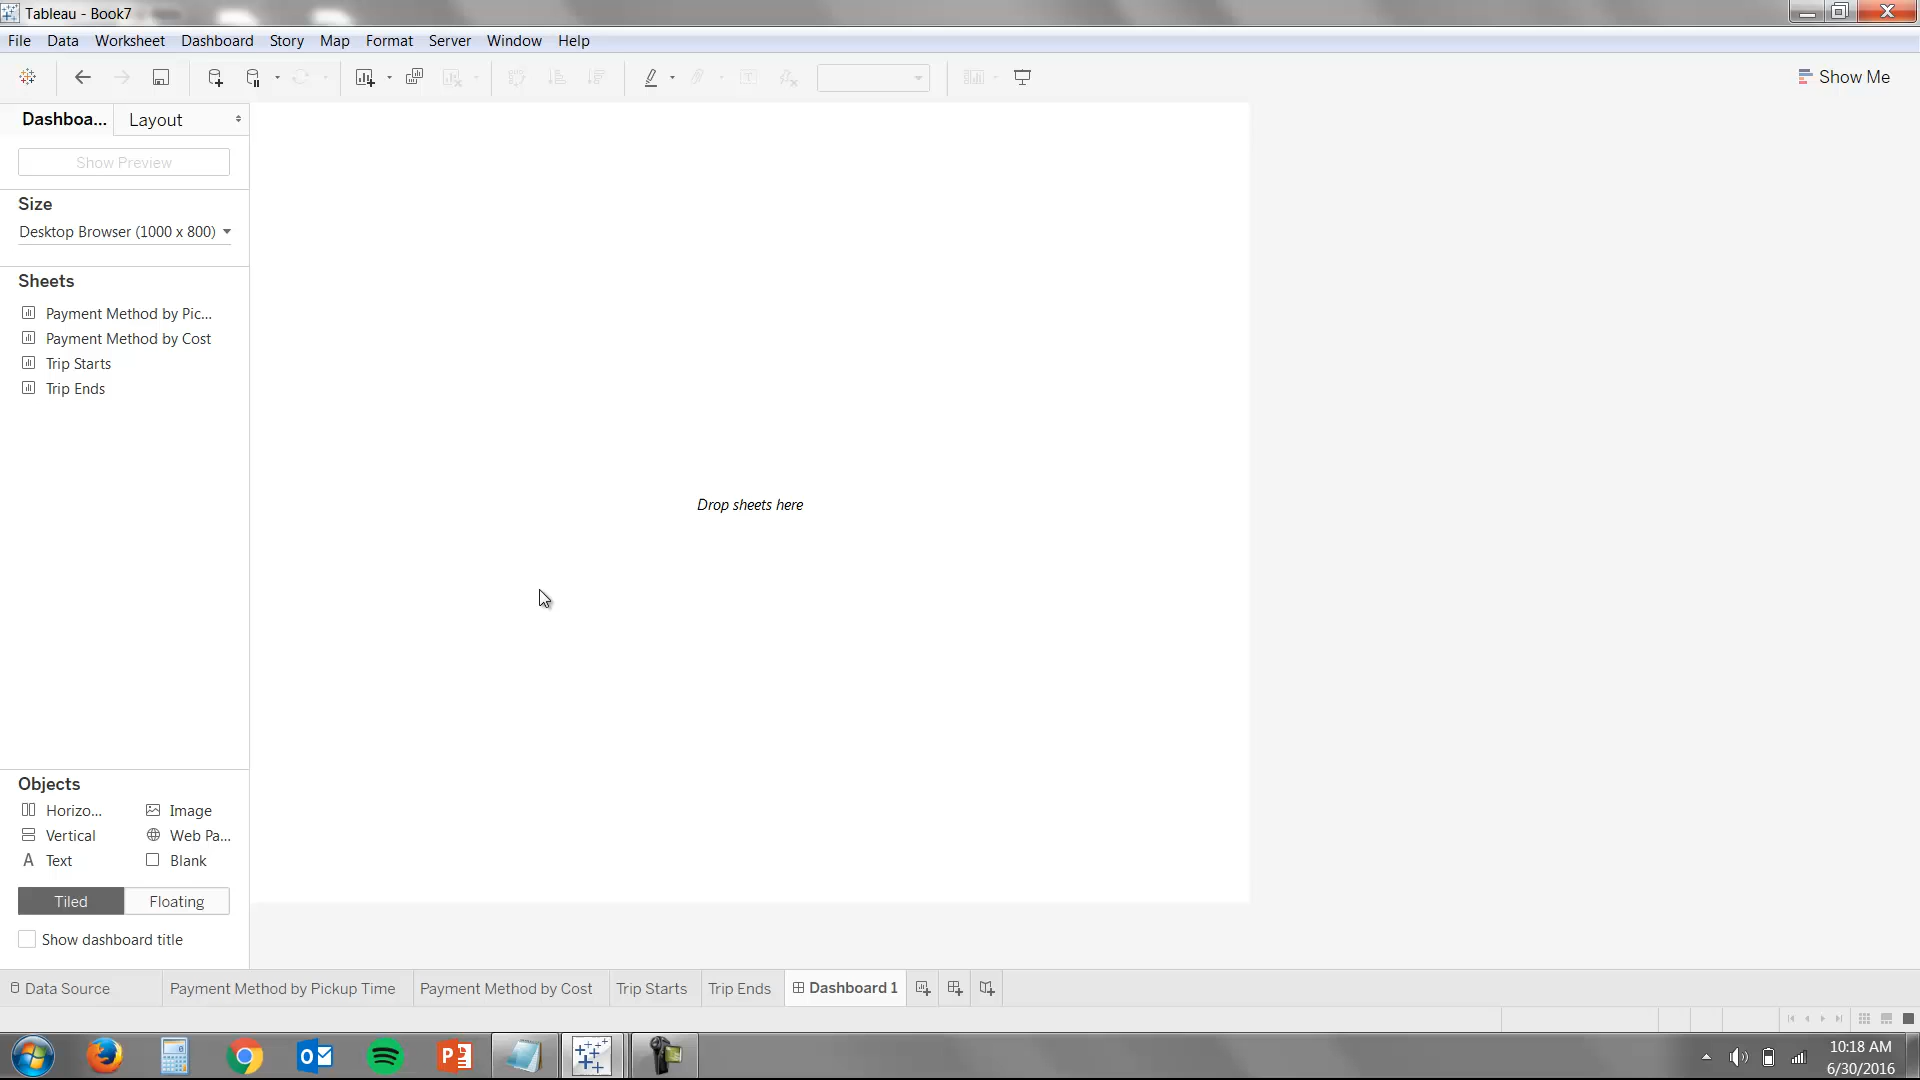 Tableau - Book7
File Data Worksheet Dashboard Story Map Format Server Window Help
Show Me
Dashboa... Layout
Show Preview
Size
Desktop Browser (1000 x 800)
Sheets
Payment Method by Pic...
Payment Method by Cost
Trip Starts
Trip Ends
Drop sheets here
Objects
Horizo... Image
Vertical Web Pa...
A Text Blank
Tiled Floating
Show dashboard title
Data Source Payment Method by Pickup Time Payment Method by Cost Trip Starts Trip Ends Dashboard 1
10:18 AM
6/30/2016